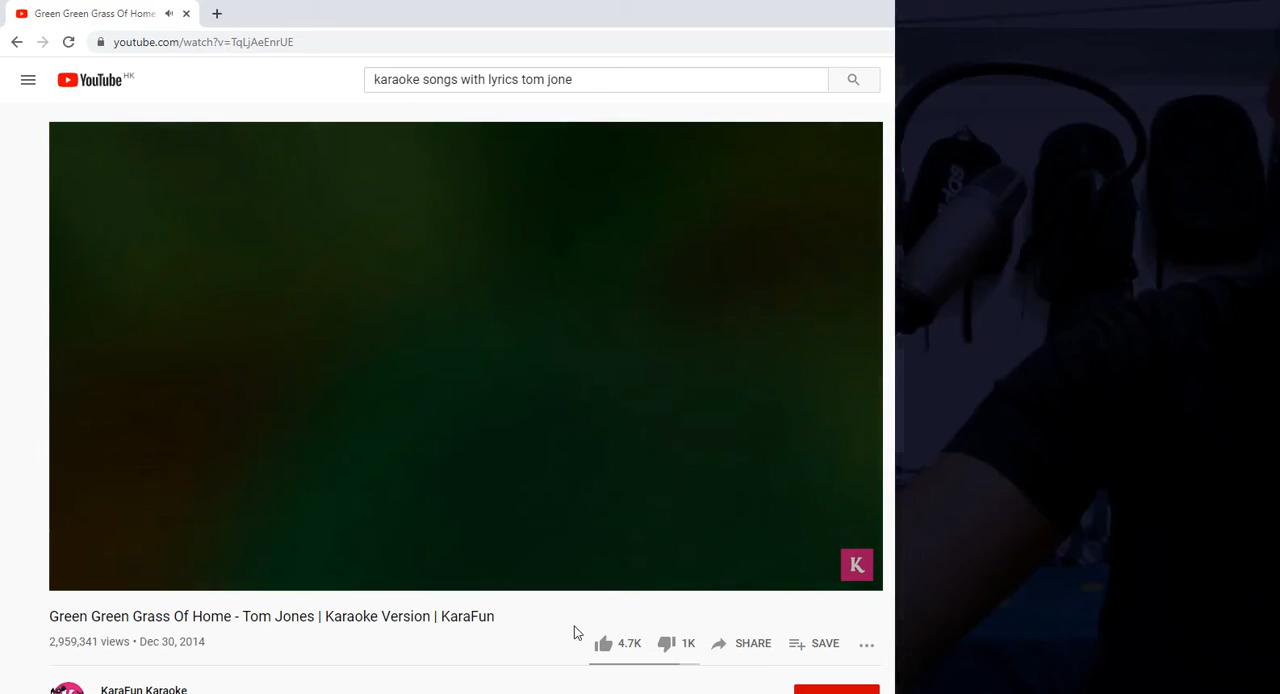 Green Green Grass Of Home
youtube.com/watch?v=TqLjAeEnrUE
YouTube HK
karaoke songs with lyrics tom jone
K
Green Green Grass Of Home - Tom Jones | Karaoke Version | KaraFun
2,959,341 views • Dec 30, 2014
4.7K
1K
SHARE
SAVE
KaraFun Karaoke